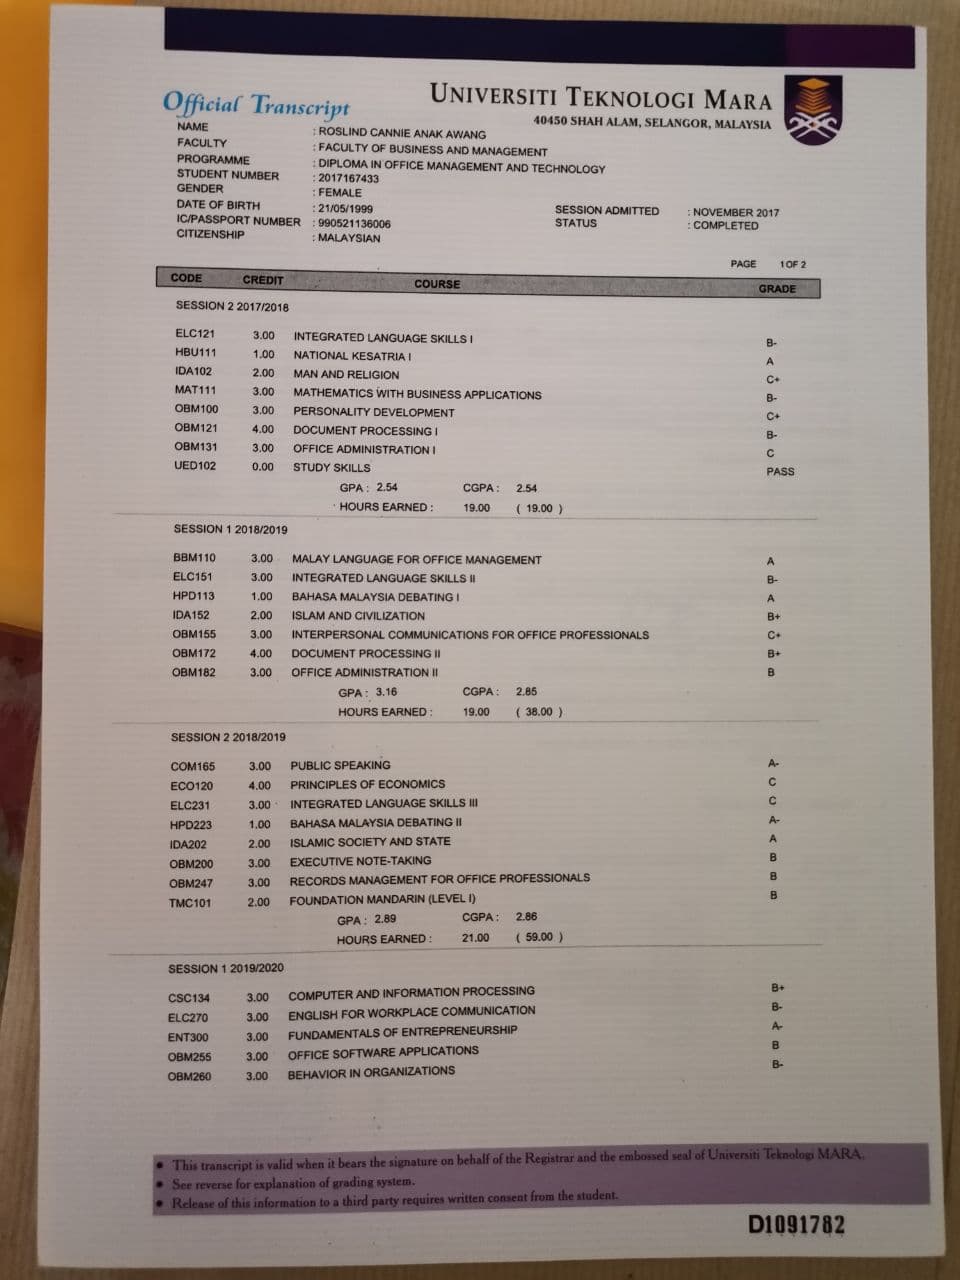 Official Transcript
UNIVERSITI TEKNOLOGI MARA
40450 SHAH ALAM, SELANGOR, MALAYSIA
NAME : ROSLIND CANNIE ANAK AWANG
FACULTY : FACULTY OF BUSINESS AND MANAGEMENT
PROGRAMME : DIPLOMA IN OFFICE MANAGEMENT AND TECHNOLOGY
STUDENT NUMBER : 2017167433
GENDER : FEMALE
DATE OF BIRTH : 21/05/1999 SESSION ADMITTED : NOVEMBER 2017
IC/PASSPORT NUMBER : 990521136006 STATUS : COMPLETED
CITIZENSHIP : MALAYSIAN
PAGE 1 OF 2
CODE CREDIT COURSE GRADE
SESSION 2 2017/2018
ELC121 3.00 INTEGRATED LANGUAGE SKILLS I B-
HBU111 1.00 NATIONAL KESATRIA I A
IDA102 2.00 MAN AND RELIGION C+
MAT111 3.00 MATHEMATICS WITH BUSINESS APPLICATIONS B-
OBM100 3.00 PERSONALITY DEVELOPMENT C+
OBM121 4.00 DOCUMENT PROCESSING I B-
OBM131 3.00 OFFICE ADMINISTRATION I C
UED102 0.00 STUDY SKILLS PASS
GPA : 2.54 CGPA : 2.54
HOURS EARNED : 19.00 ( 19.00 )
SESSION 1 2018/2019
BBM110 3.00 MALAY LANGUAGE FOR OFFICE MANAGEMENT A
ELC151 3.00 INTEGRATED LANGUAGE SKILLS II B-
HPD113 1.00 BAHASA MALAYSIA DEBATING I A
IDA152 2.00 ISLAM AND CIVILIZATION B+
OBM155 3.00 INTERPERSONAL COMMUNICATIONS FOR OFFICE PROFESSIONALS C+
OBM172 4.00 DOCUMENT PROCESSING II B+
OBM182 3.00 OFFICE ADMINISTRATION II B
GPA : 3.16 CGPA : 2.85
HOURS EARNED : 19.00 ( 38.00 )
SESSION 2 2018/2019
COM165 3.00 PUBLIC SPEAKING A-
ECO120 4.00 PRINCIPLES OF ECONOMICS C
ELC231 3.00 INTEGRATED LANGUAGE SKILLS III C
HPD223 1.00 BAHASA MALAYSIA DEBATING II A-
IDA202 2.00 ISLAMIC SOCIETY AND STATE A
OBM200 3.00 EXECUTIVE NOTE-TAKING B
OBM247 3.00 RECORDS MANAGEMENT FOR OFFICE PROFESSIONALS B
TMC101 2.00 FOUNDATION MANDARIN (LEVEL I) B
GPA : 2.89 CGPA : 2.86
HOURS EARNED : 21.00 ( 59.00 )
SESSION 1 2019/2020
CSC134 3.00 COMPUTER AND INFORMATION PROCESSING B+
ELC270 3.00 ENGLISH FOR WORKPLACE COMMUNICATION B-
ENT300 3.00 FUNDAMENTALS OF ENTREPRENEURSHIP A-
OBM255 3.00 OFFICE SOFTWARE APPLICATIONS B
OBM260 3.00 BEHAVIOR IN ORGANIZATIONS B-
• This transcript is valid when it bears the signature on behalf of the Registrar and the embossed seal of Universiti Teknologi MARA.
• See reverse for explanation of grading system.
• Release of this information to a third party requires written consent from the student.
D1091782